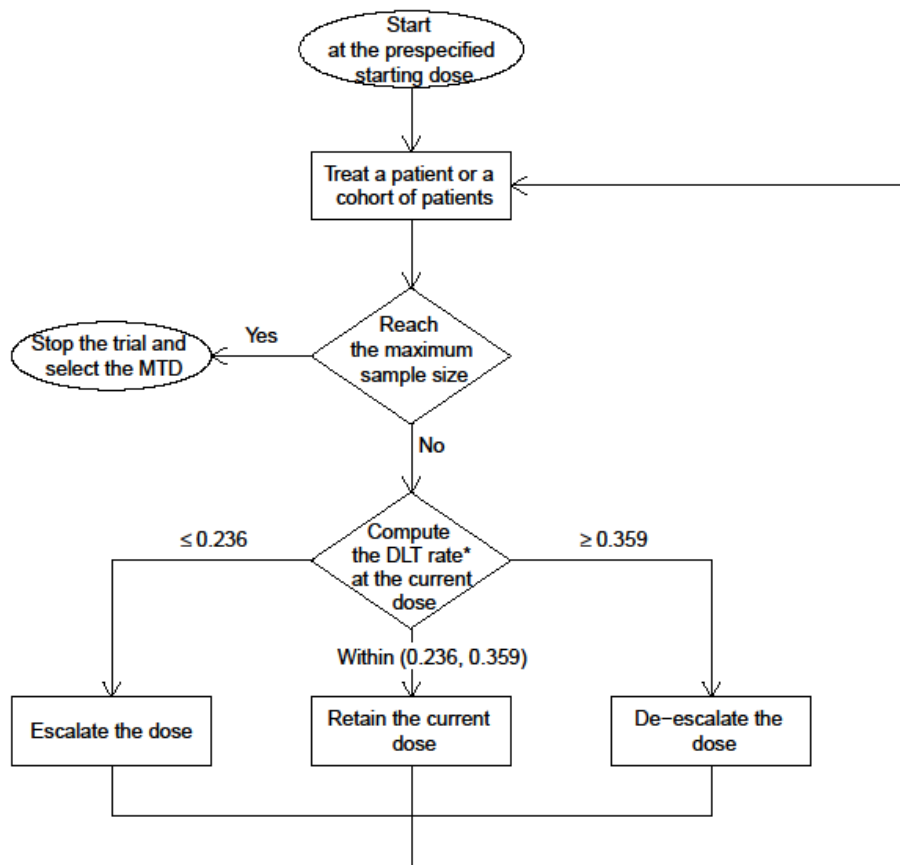 Start
at the prespecified
starting dose
Treat a patient or a
cohort of patients
Reach
the maximum
sample size
Yes
Stop the trial and
select the MTD
No
Compute
the DLT rate*
at the current
dose
≤ 0.236
≥ 0.359
Within (0.236, 0.359)
Escalate the dose
Retain the current
dose
De−escalate the
dose